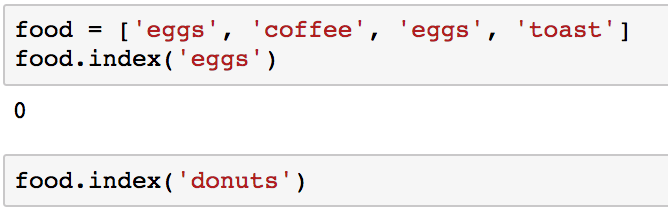 food = ['eggs', 'coffee', 'eggs', 'toast']
food.index('eggs')
0
food.index('donuts')